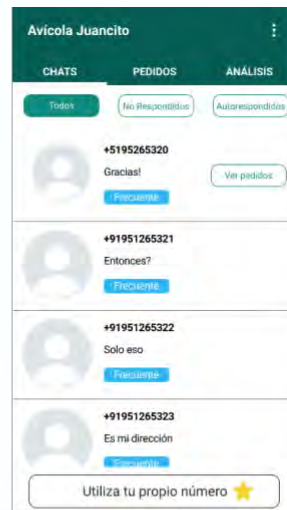 Avícola Juancito
CHATS PEDIDOS ANÁLISIS
Todos No Respondidos Autorespondidos
+5195265320
Gracias!
Ver pedidos
Frecuente
+91951265321
Entonces?
Frecuente
+91951265322
Solo eso
Frecuente
+91951265323
Es mi dirección
Frecuente
Utiliza tu propio número